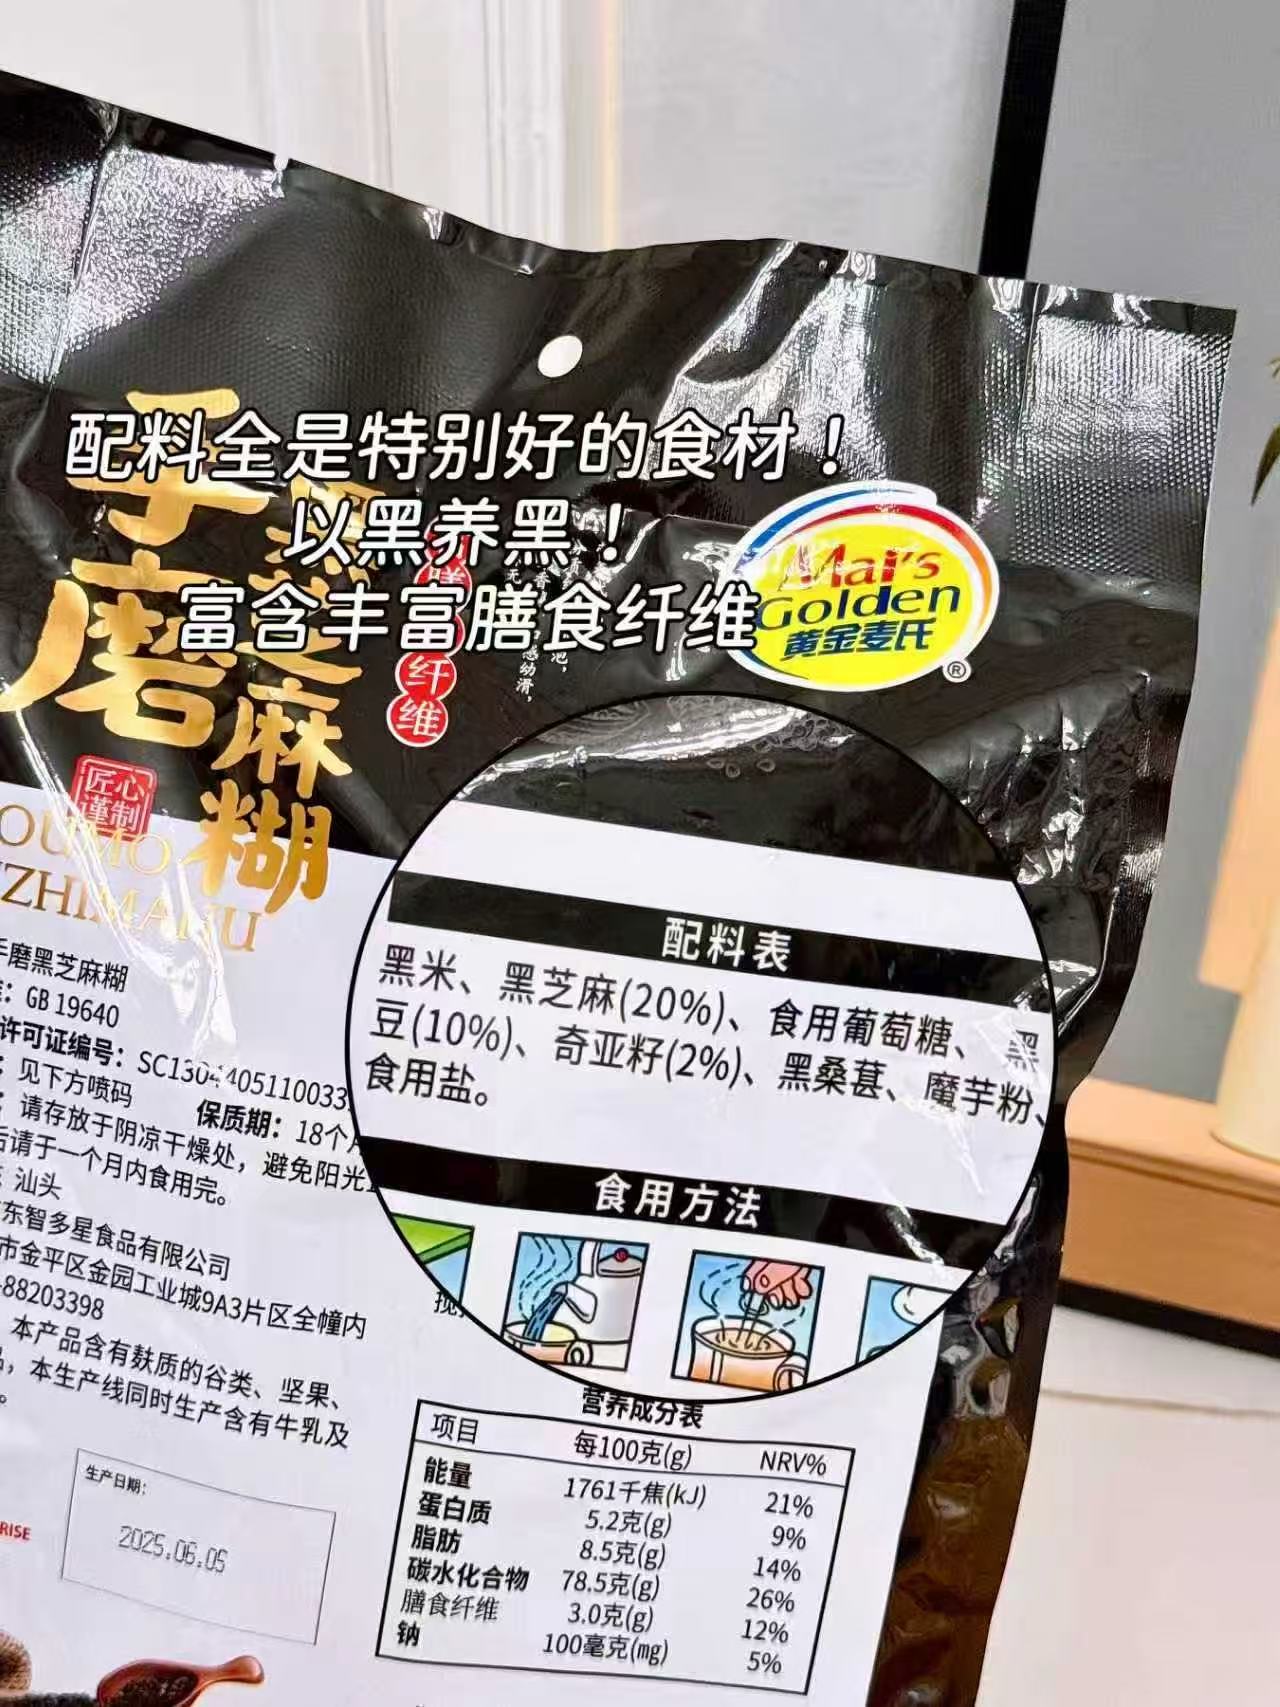 配料全是特别好的食材！
以黑养黑！
富含丰富膳食纤维
手磨
黑芝麻糊
纤维
匠心
谨制
Mai's
Golden
黄金麦氏
®
配料表
黑米、黑芝麻(20%)、食用葡萄糖、黑
豆(10%)、奇亚籽(2%)、黑桑葚、魔芋粉、
食用盐。
食用方法
手磨黑芝麻糊
GB 19640
许可证编号：
见下方喷码
保质期：18个
请存放于阴凉干燥处，避免阳光
后请于一个月内食用完。
汕头
东智多星食品有限公司
市金平区金园工业城9A3片区全幢内
-88203398
本产品含有麸质的谷类、坚果、
，本生产线同时生产含有牛乳及
生产日期：
2025.06.05
RISE
营养成分表
项目 每100克(g) NRV%
能量 1761千焦(kJ) 21%
蛋白质 5.2克(g) 9%
脂肪 8.5克(g) 14%
碳水化合物 78.5克(g) 26%
膳食纤维 3.0克(g) 12%
钠 100毫克(mg) 5%